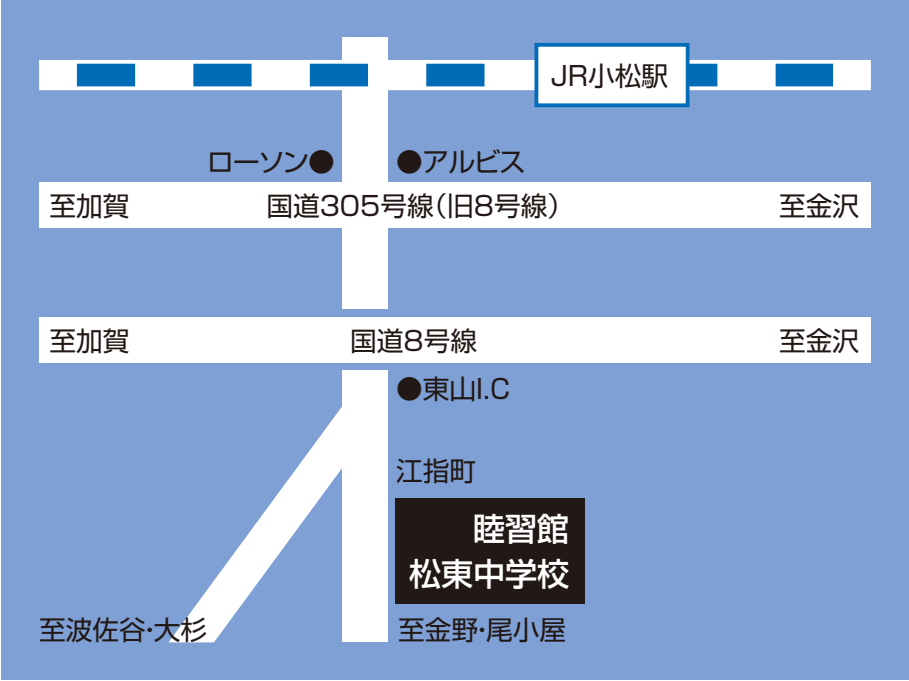 JR小松駅
ローソン●
●アルビス
至加賀
国道305号線(旧8号線)
至金沢
至加賀
国道8号線
至金沢
●東山I.C
江指町
睦習館
松東中学校
至波佐谷・大杉
至金野・尾小屋